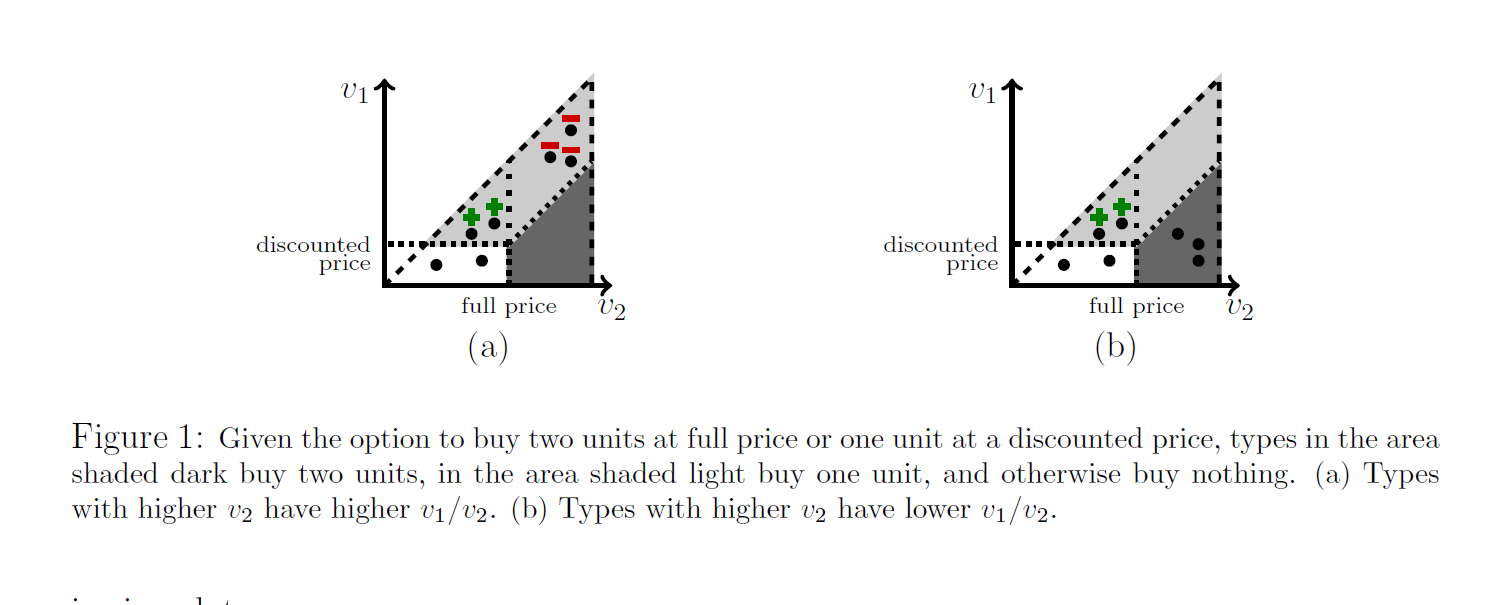 v1
discounted
price
full price
v2
(a)
v1
discounted
price
full price
v2
(b)
Figure 1: Given the option to buy two units at full price or one unit at a discounted price, types in the area
shaded dark buy two units, in the area shaded light buy one unit, and otherwise buy nothing. (a) Types
with higher v2 have higher v1/v2. (b) Types with higher v2 have lower v1/v2.